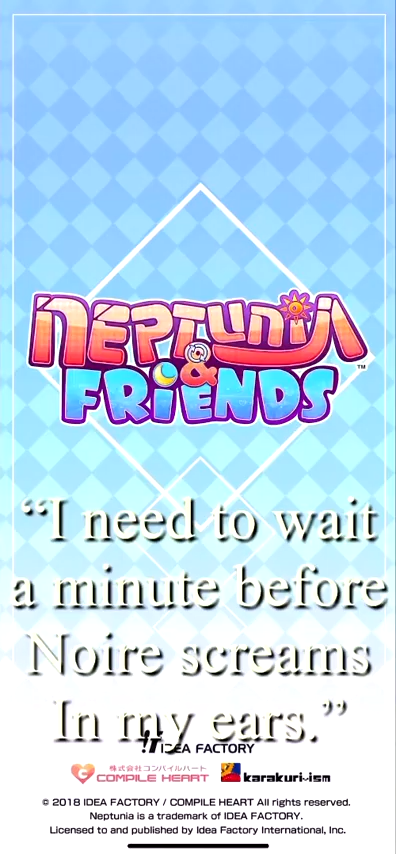 NEPTUNIA
&
FRiENDS™
“I need to wait
a minute before
Noire screams
In my ears.”
IDEA FACTORY
株式会社コンパイルハート
COMPILE HEART karakuri-ism
© 2018 IDEA FACTORY / COMPILE HEART All rights reserved.
Neptunia is a trademark of IDEA FACTORY.
Licensed to and published by Idea Factory International, Inc.